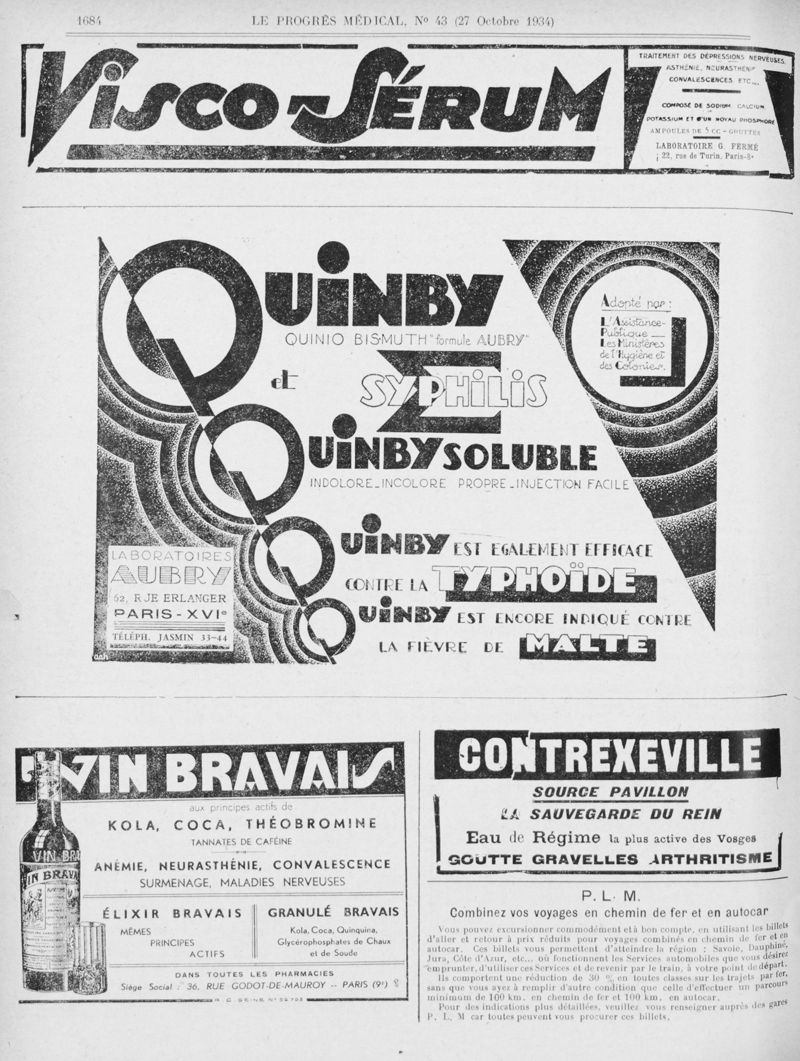 1684
LE PROGRÈS MÉDICAL, Nº 43 (27 Octobre 1934)
VISCO-SÉRUM
TRAITEMENT DES DÉPRESSIONS NERVEUSES,
ASTHÉNIE, NEURASTHÉNIE
CONVALESCENCES ETC...
COMPOSÉ DE SODIUM CALCIUM
POTASSIUM ET D'UN NOYAU PHOSPHORÉ
AMPOULES DE 5 CC - GOUTTES
LABORATOIRE G. FERMÉ
22, rue de Turin, Paris-8e
QUINBY
QUINIO BISMUTH "formule AUBRY"
et SYPHILIS
QUINBY SOLUBLE
INDOLORE_INCOLORE PROPRE_INJECTION FACILE
Adopté par :
L'Assistance-
Publique
Les Ministères
de l'Hygiène et
des Colonies.
QUINBY EST EGALEMENT EFFICACE
CONTRE LA TYPHOÏDE
QUINBY EST ENCORE INDIQUÉ CONTRE
LA FIÈVRE DE MALTE
LABORATOIRES
AUBRY
62, RUE ERLANGER
PARIS-XVIe
TÉLÉPH. JASMIN 33-44
VIN BRAVAIS
aux principes actifs de
KOLA, COCA, THÉOBROMINE
TANNATES DE CAFÉINE
ANÉMIE, NEURASTHÉNIE, CONVALESCENCE
SURMENAGE, MALADIES NERVEUSES
VIN BRA
VIN BRAVAI
ÉLIXIR BRAVAIS
MÊMES
PRINCIPES
ACTIFS
GRANULÉ BRAVAIS
Kola, Coca, Quinquina,
Glycérophosphates de Chaux
et de Soude
DANS TOUTES LES PHARMACIES
Siège Social : 36, RUE GODOT-DE-MAUROY -- PARIS (9e)
CONTREXEVILLE
SOURCE PAVILLON
LA SAUVEGARDE DU REIN
Eau de Régime la plus active des Vosges
GOUTTE GRAVELLES ARTHRITISME
P. L. M.
Combinez vos voyages en chemin de fer et en autocar
Vous pouvez excursionner commodément et à bon compte, en utilisant les billets
d'aller et retour à prix réduits pour voyages combinés en chemin de fer et en
autocar. Ces billets vous permettent d'atteindre la région : Savoie, Dauphiné,
Jura, Côte d'Azur, etc... où fonctionnent les Services automobiles que vous désirez
emprunter, d'utiliser ces Services et de revenir par le train, à votre point de départ.
Ils comportent une réduction de 30 %, en toutes classes sur les trajets par fer,
sans que vous ayez à remplir d'autre condition que celle d'effectuer un parcours
minimum de 100 km. en chemin de fer et 100 km. en autocar.
Pour des indications plus détaillées, veuillez vous renseigner auprès des gares
P. L. M car toutes peuvent vous procurer ces billets.